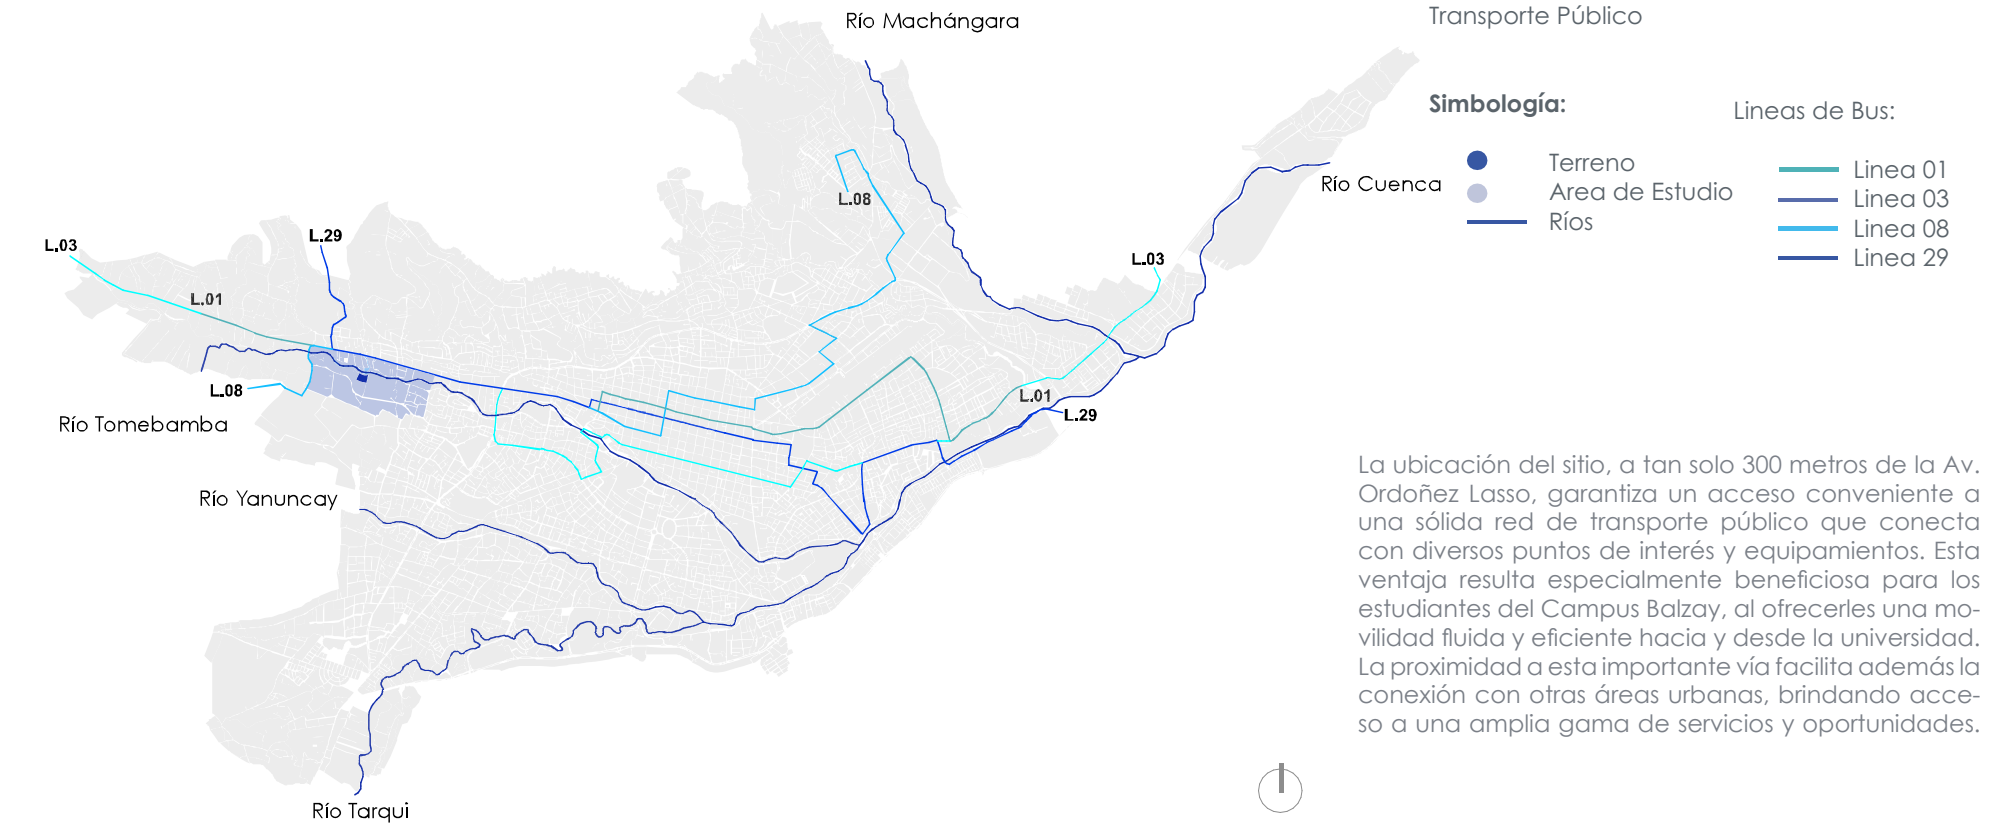 Río Machángara
Transporte Público
Simbología:
Lineas de Bus:
Terreno
Area de Estudio
Ríos
Linea 01
Linea 03
Linea 08
Linea 29
Río Cuenca
L.08
L.03
L.29
L.03
L.01
L.08
L.01
L.29
Río Tomebamba
Río Yanuncay
Río Tarqui
La ubicación del sitio, a tan solo 300 metros de la Av.
Ordoñez Lasso, garantiza un acceso conveniente a
una sólida red de transporte público que conecta
con diversos puntos de interés y equipamientos. Esta
ventaja resulta especialmente beneficiosa para los
estudiantes del Campus Balzay, al ofrecerles una mo-
vilidad fluida y eficiente hacia y desde la universidad.
La proximidad a esta importante vía facilita además la
conexión con otras áreas urbanas, brindando acce-
so a una amplia gama de servicios y oportunidades.